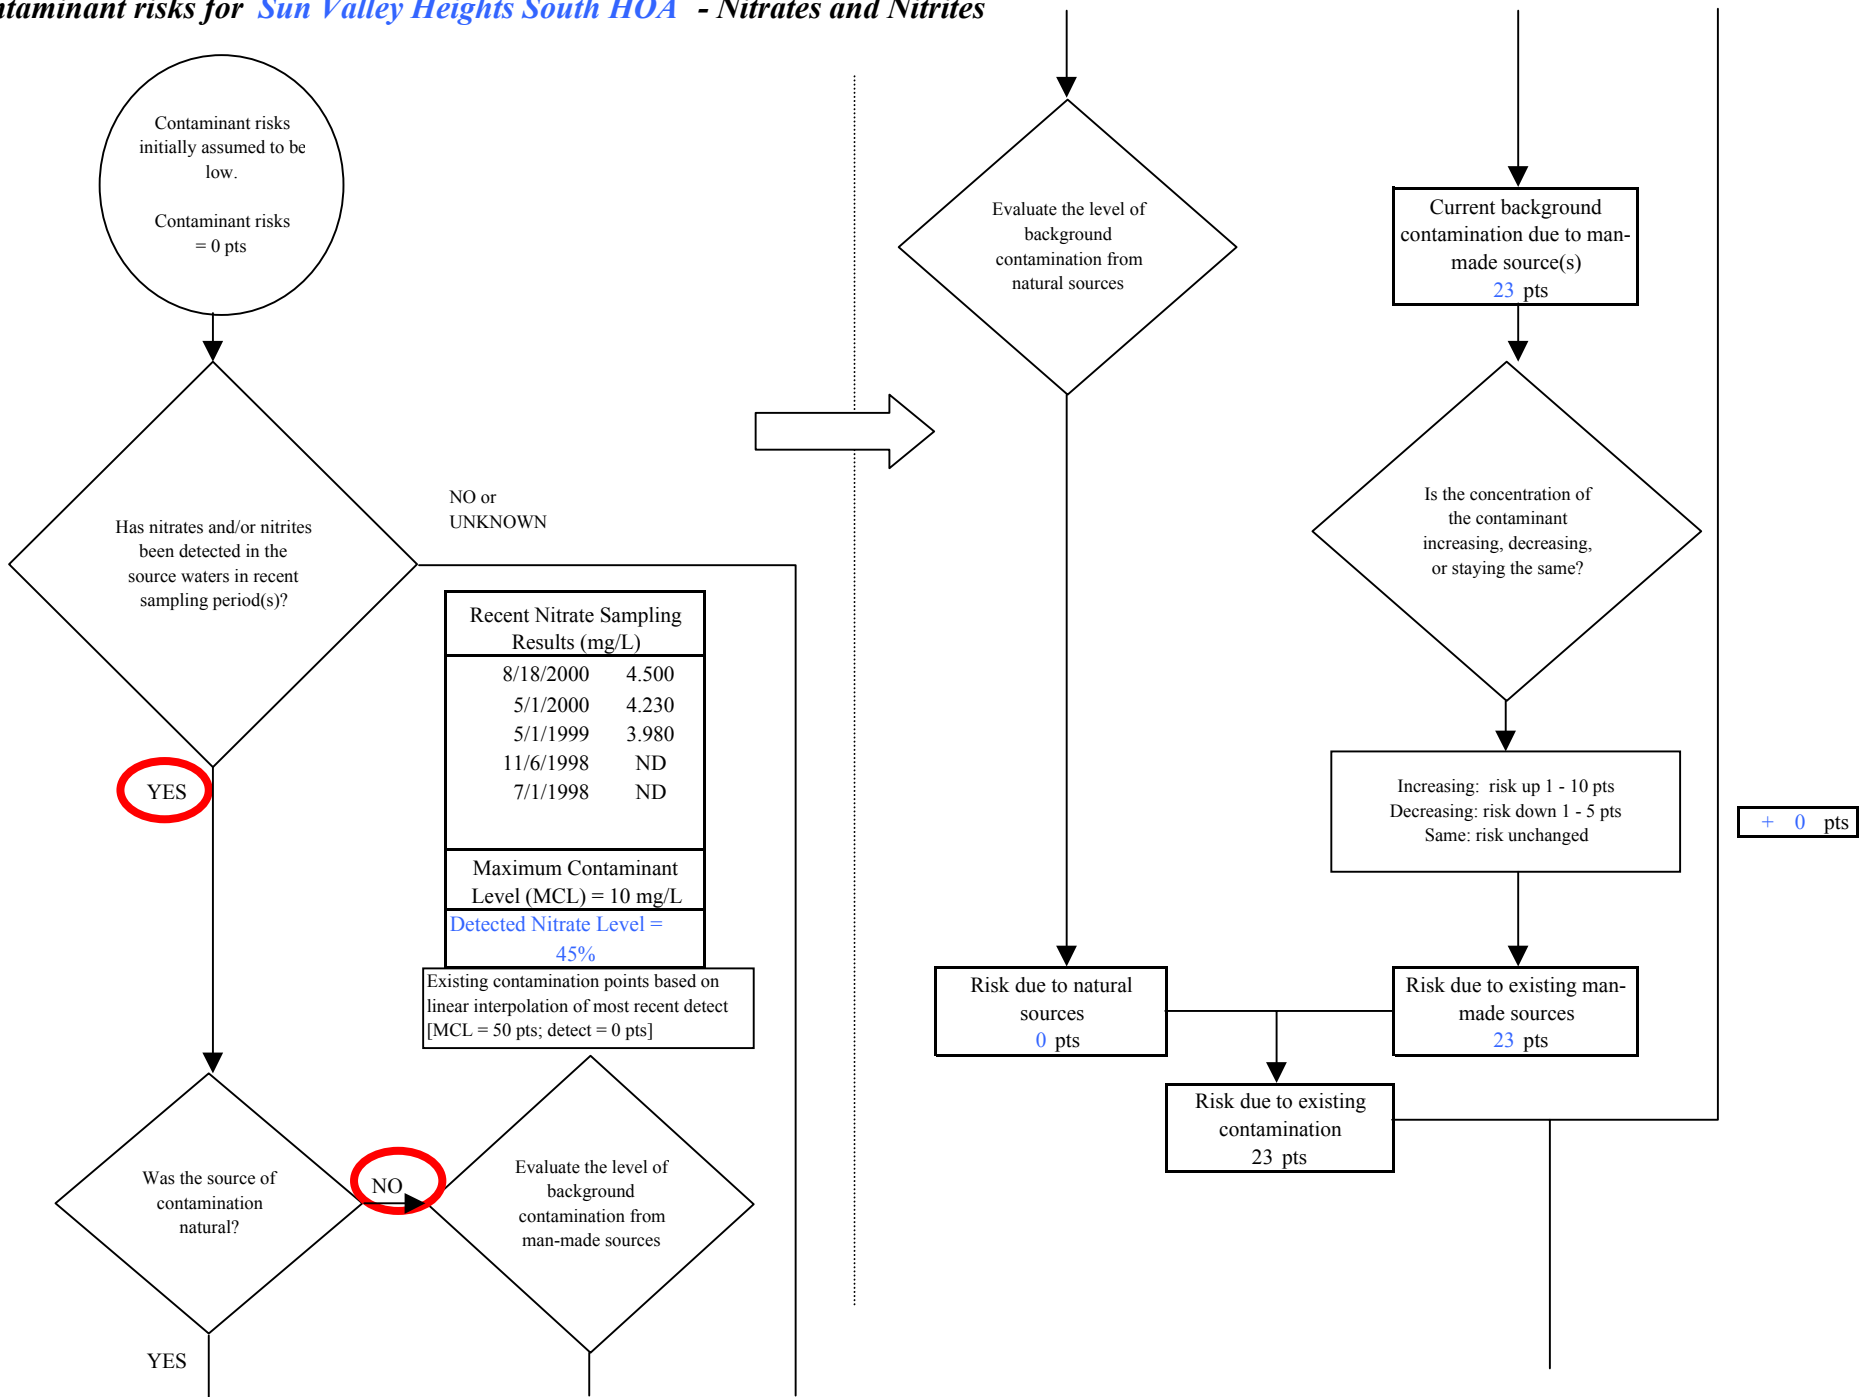 ntaminant risks for Sun Valley Heights South HOA - Nitrates and Nitrites
Contaminant risks
initially assumed to be
low.
Contaminant risks
= 0 pts
Has nitrates and/or nitrites
been detected in the
source waters in recent
sampling period(s)?
NO or
UNKNOWN
YES
Recent Nitrate Sampling
Results (mg/L)
8/18/2000 4.500
5/1/2000 4.230
5/1/1999 3.980
11/6/1998 ND
7/1/1998 ND
Maximum Contaminant
Level (MCL) = 10 mg/L
Detected Nitrate Level =
45%
Existing contamination points based on
linear interpolation of most recent detect
[MCL = 50 pts; detect = 0 pts]
Was the source of
contamination
natural?
NO
YES
Evaluate the level of
background
contamination from
man-made sources
Evaluate the level of
background
contamination from
natural sources
Current background
contamination due to man-
made source(s)
23 pts
Is the concentration of
the contaminant
increasing, decreasing,
or staying the same?
Increasing: risk up 1 - 10 pts
Decreasing: risk down 1 - 5 pts
Same: risk unchanged
+ 0 pts
Risk due to natural
sources
0 pts
Risk due to existing man-
made sources
23 pts
Risk due to existing
contamination
23 pts